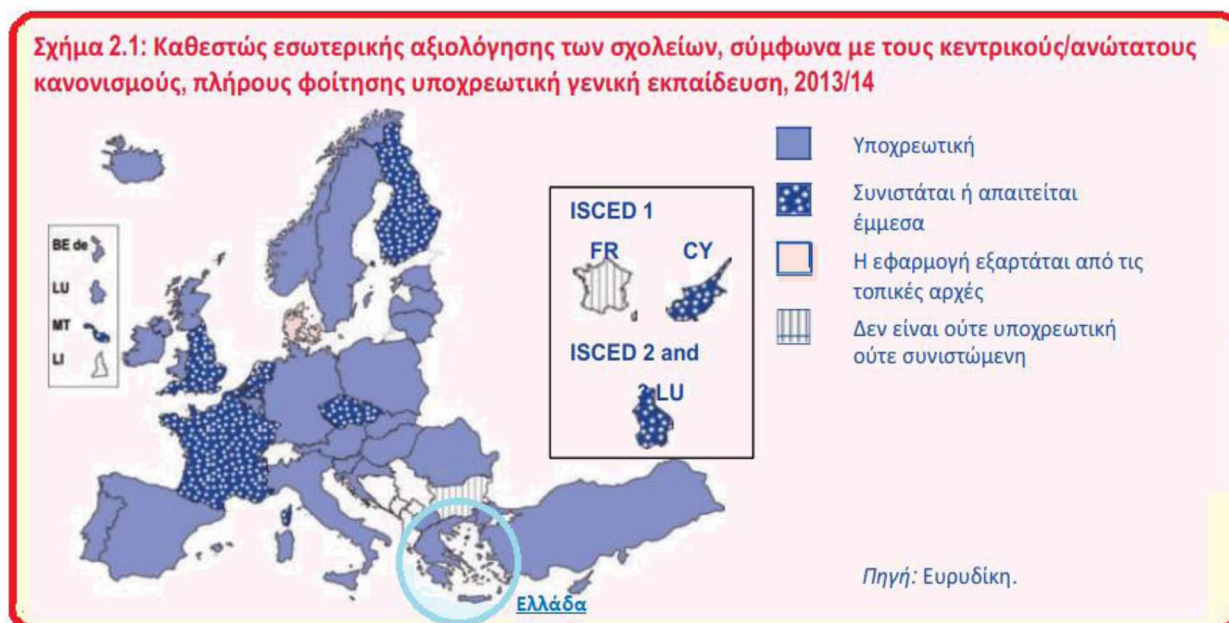 Σχήμα 2.1: Καθεστώς εσωτερικής αξιολόγησης των σχολείων, σύμφωνα με τους κεντρικούς/ανώτατους
κανονισμούς, πλήρους φοίτησης υποχρεωτική γενική εκπαίδευση, 2013/14
BE de
LU
MT
LI
ISCED 1
FR CY
ISCED 2 and
LU
Υποχρεωτική
Συνιστάται ή απαιτείται
έμμεσα
Η εφαρμογή εξαρτάται από τις
τοπικές αρχές
Δεν είναι ούτε υποχρεωτική
ούτε συνιστώμενη
Ελλάδα
Πηγή: Ευρυδίκη.